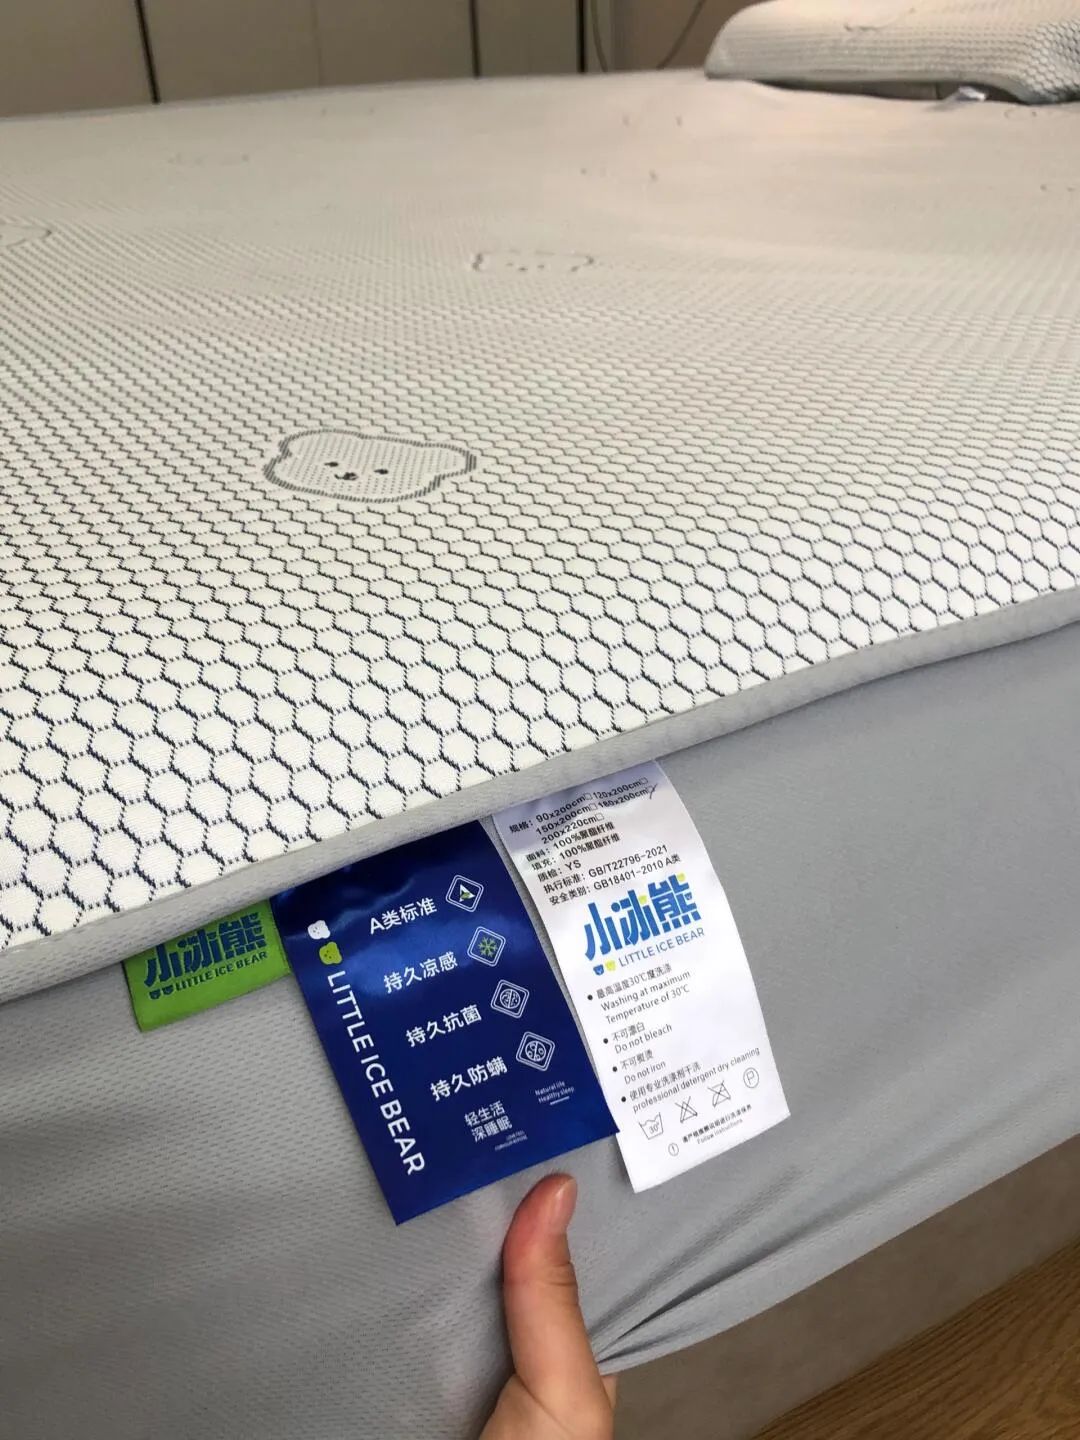 小冰熊
LITTLE ICE BEAR
LITTLE ICE BEAR
A类标准
持久凉感
持久抗菌
持久防螨
轻生活
深睡眠
Natural life
Healthy sleep
规格: 90x200cm□ 120x200cm□
150x200cm□ 180x200cm
200x220cm□
面料: 100%聚酯纤维
填充: 100%聚酯纤维
质检: YS
执行标准: GB/T22796-2021
安全类别: GB18401-2010 A类
小冰熊
LITTLE ICE BEAR
• 最高温度30℃度洗涤
Washing at maximum
Temperature of 30℃
• 不可漂白
Do not bleach
• 不可熨烫
Do not iron
• 使用专业洗涤剂干洗
professional detergent dry cleaning
30°
P
Follow instructions